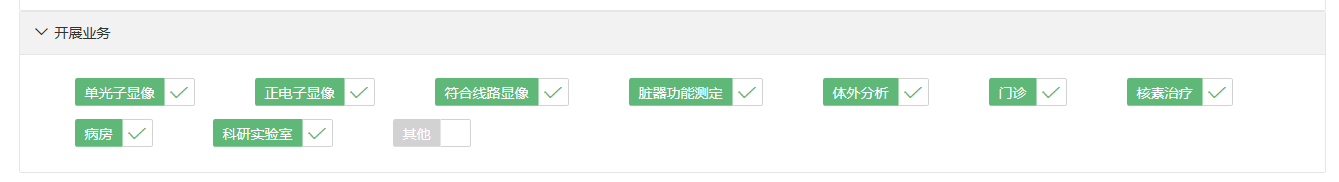 开展业务
单光子显像 正电子显像 符合线路显像 脏器功能测定 体外分析 门诊 核素治疗
病房 科研实验室 其他